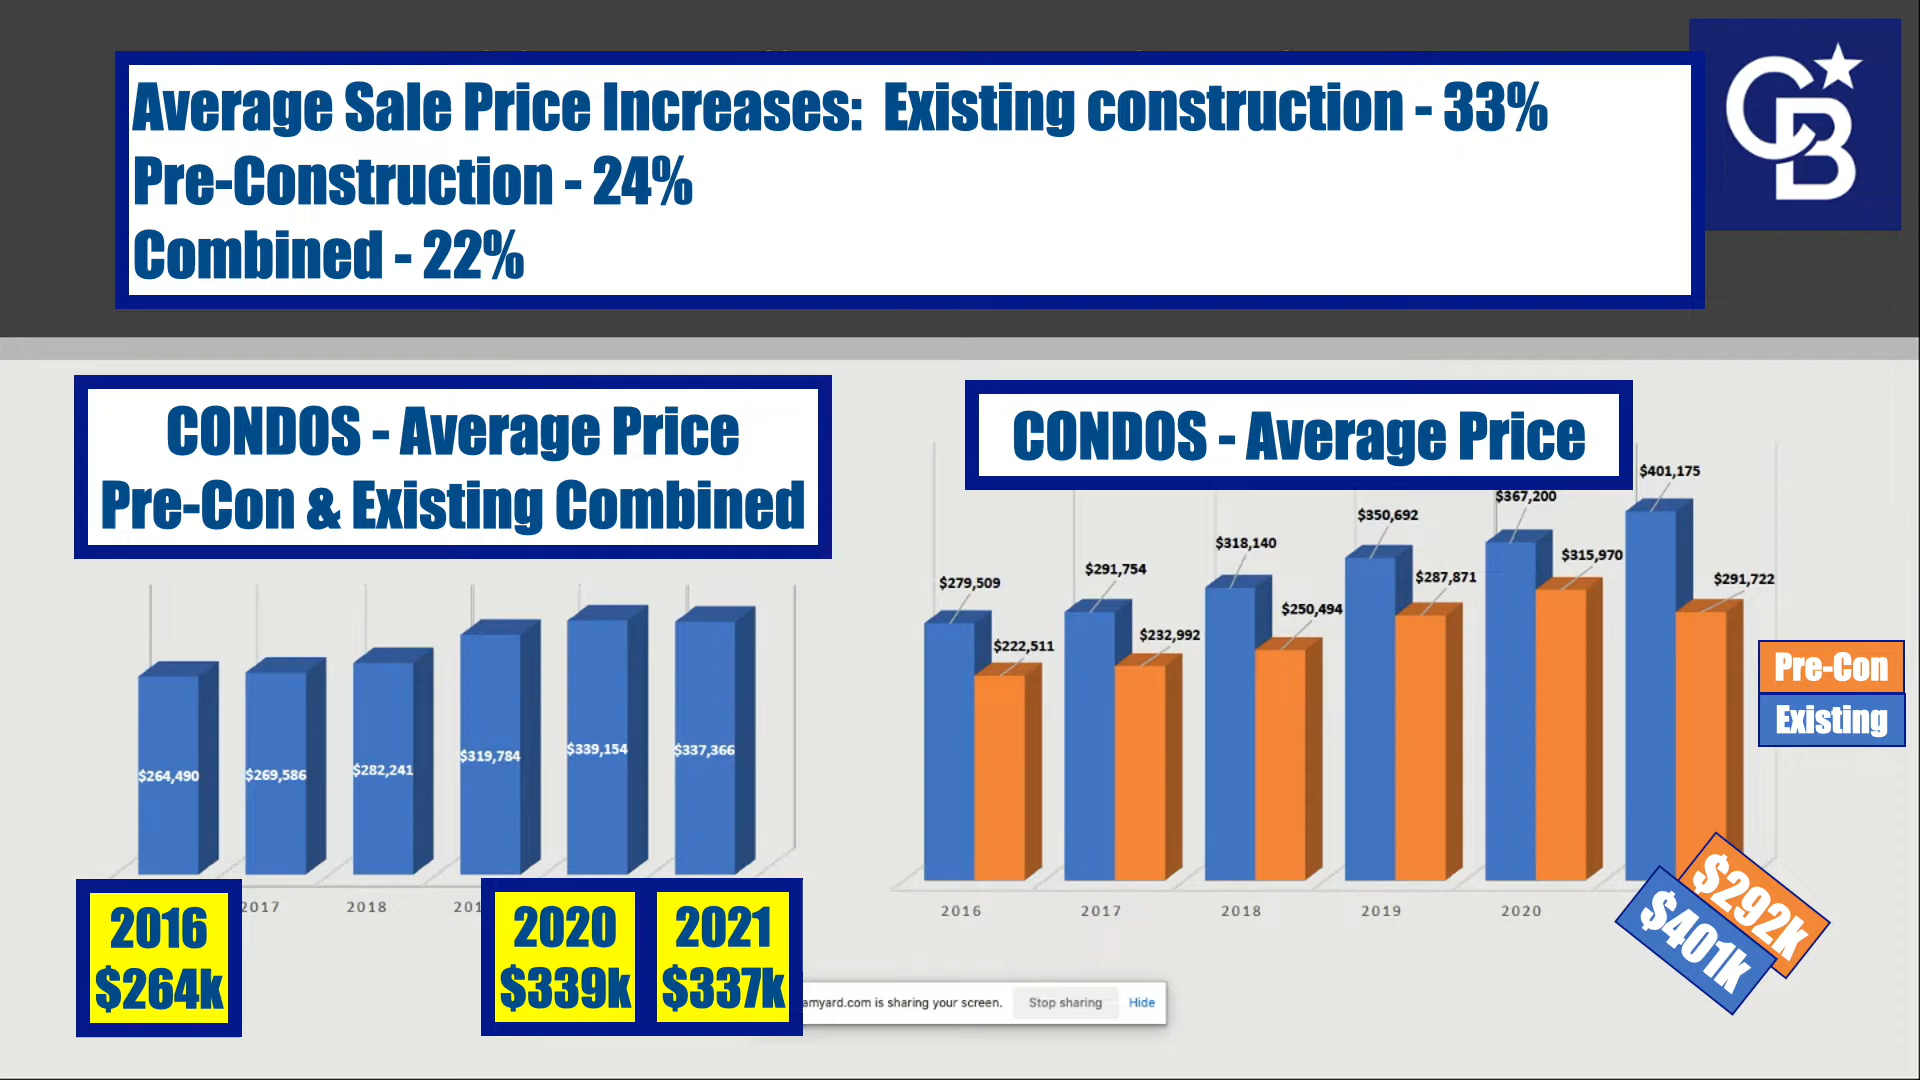 Average Sale Price Increases: Existing construction - 33%
Pre-Construction - 24%
Combined - 22%
CB
CONDOS - Average Price
Pre-Con & Existing Combined
$264,490
$269,586
$282,241
$319,784
$339,154
$337,366
2017
2018
201
2016
$264k
2020
$339k
2021
$337k
CONDOS - Average Price
$279,509
$222,511
$291,754
$232,992
$318,140
$250,494
$350,692
$287,871
$367,200
$315,970
$401,175
$291,722
Pre-Con
Existing
2016
2017
2018
2019
2020
$292k
$401k
amyard.com is sharing your screen.
Stop sharing
Hide